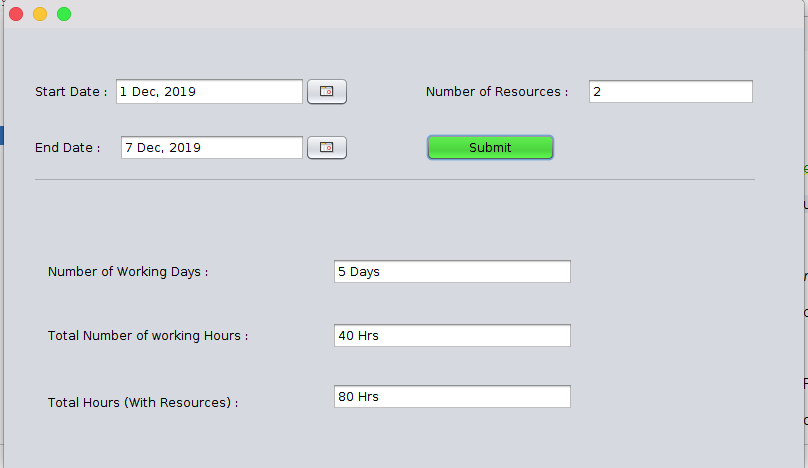 Start Date : 1 Dec, 2019 Number of Resources : 2
End Date : 7 Dec, 2019 Submit
Number of Working Days : 5 Days
Total Number of working Hours : 40 Hrs
Total Hours (With Resources) : 80 Hrs